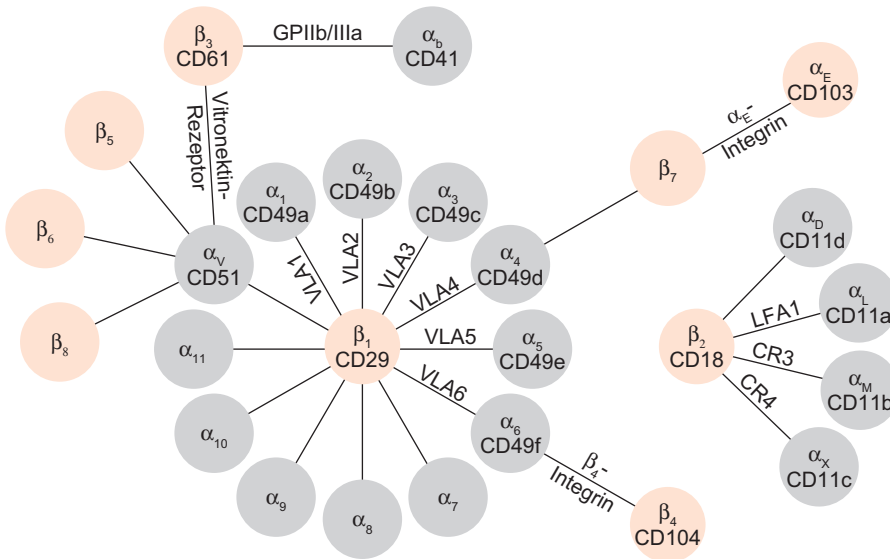 β3
CD61
GPIIb/IIIa
αb
CD41
αE
CD103
αE-
Integrin
Vitronektin-
Rezeptor
β5
β7
α1
CD49a
α2
CD49b
α3
CD49c
β6
αV
CD51
α4
CD49d
αD
CD11d
VLA1
VLA2
VLA3
VLA4
αL
CD11a
LFA1
β8
α11
β1
CD29
VLA5
α5
CD49e
β2
CD18
CR3
CR4
αM
CD11b
VLA6
α10
α6
CD49f
αX
CD11c
β4-
Integrin
α9
α8
α7
β4
CD104